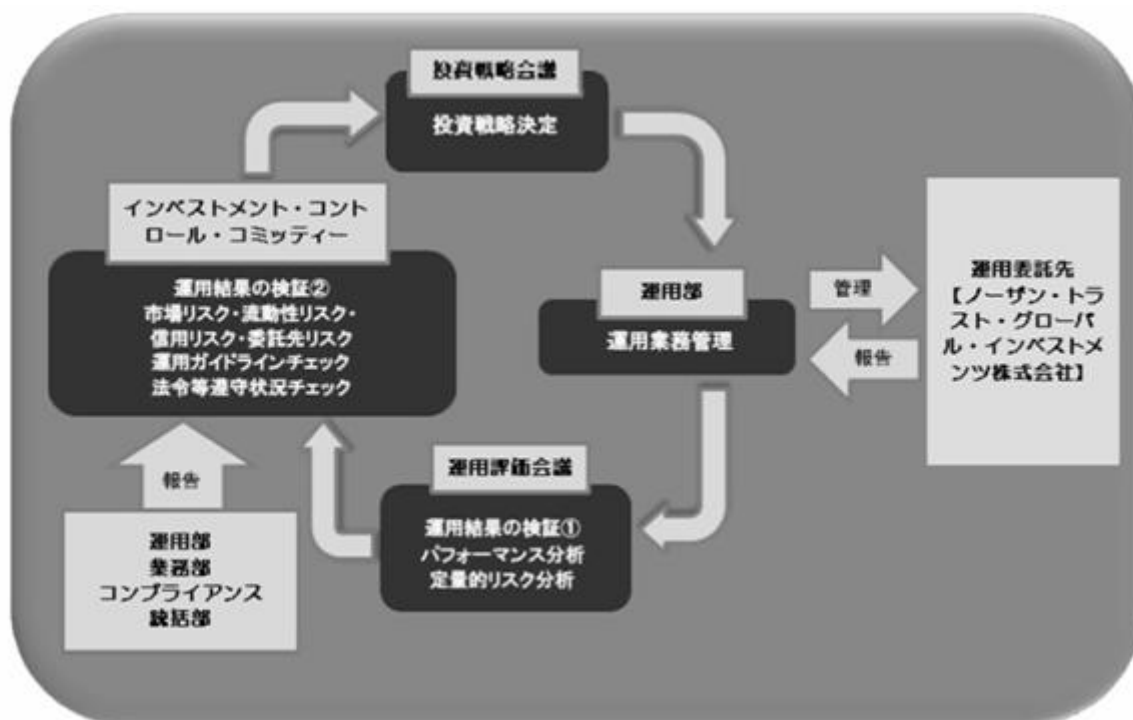 投資戦略会議
投資戦略決定
インベストメント・コント
ロール・コミッティー
運用結果の検証②
市場リスク・流動性リスク・
信用リスク・委託先リスク
運用ガイドラインチェック
法令等遵守状況チェック
運用部
運用業務管理
管理
報告
運用委託先
【ノーザン・トラ
スト・グローバ
ル・インベストメ
ンツ株式会社】
運用評価会議
運用結果の検証①
パフォーマンス分析
定量的リスク分析
報告
運用部
業務部
コンプライアンス
統括部